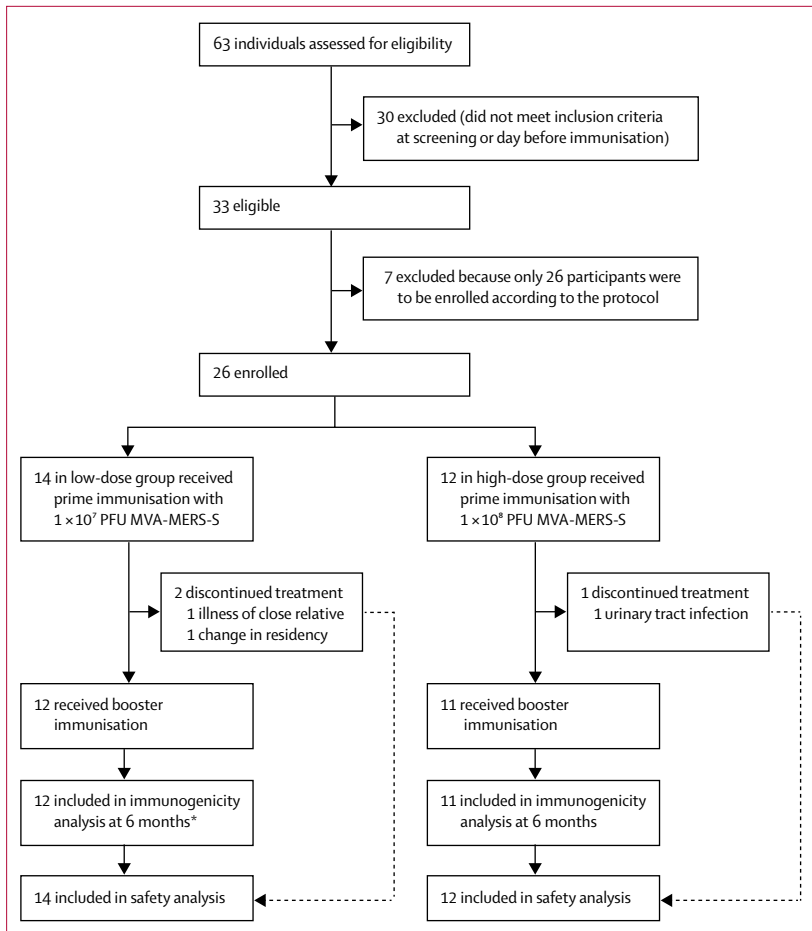 63 individuals assessed for eligibility
30 excluded (did not meet inclusion criteria
at screening or day before immunisation)
33 eligible
7 excluded because only 26 participants were
to be enrolled according to the protocol
26 enrolled
14 in low-dose group received
prime immunisation with
1 × 10⁷ PFU MVA-MERS-S
12 in high-dose group received
prime immunisation with
1 × 10⁸ PFU MVA-MERS-S
2 discontinued treatment
1 illness of close relative
1 change in residency
1 discontinued treatment
1 urinary tract infection
12 received booster
immunisation
11 received booster
immunisation
12 included in immunogenicity
analysis at 6 months*
11 included in immunogenicity
analysis at 6 months
14 included in safety analysis
12 included in safety analysis